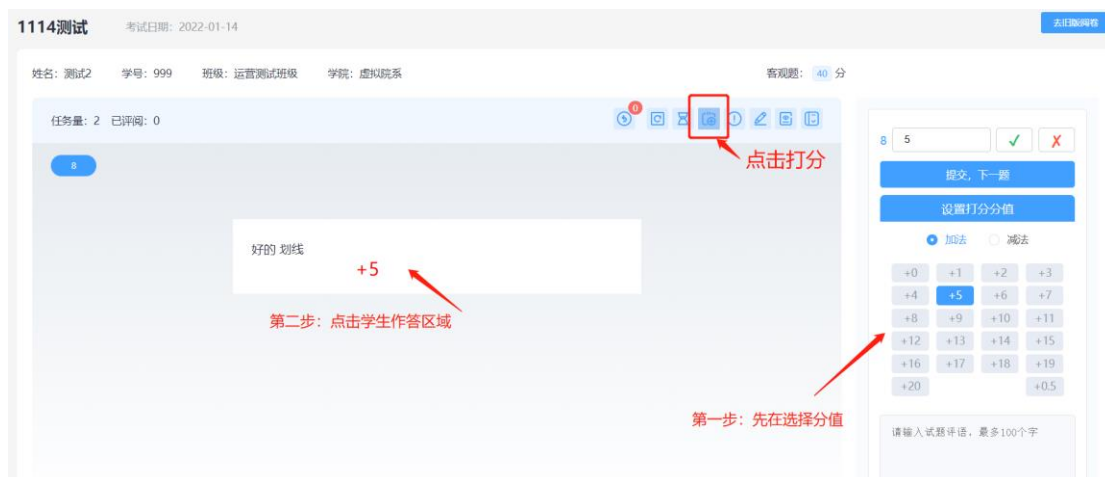 1114测试 考试日期: 2022-01-14 去旧版阅卷
姓名: 测试2 学号: 999 班级: 运营测试班级 学院: 虚拟院系 客观题: 40 分
任务量: 2 已评阅: 0
0
点击打分
8
好的 划线
+5
第二步：点击学生作答区域
8 5
提交，下一题
设置打分分值
加法 减法
+0 +1 +2 +3
+4 +5 +6 +7
+8 +9 +10 +11
+12 +13 +14 +15
+16 +17 +18 +19
+20 +0.5
第一步：先在选择分值
请输入试题评语，最多100个字